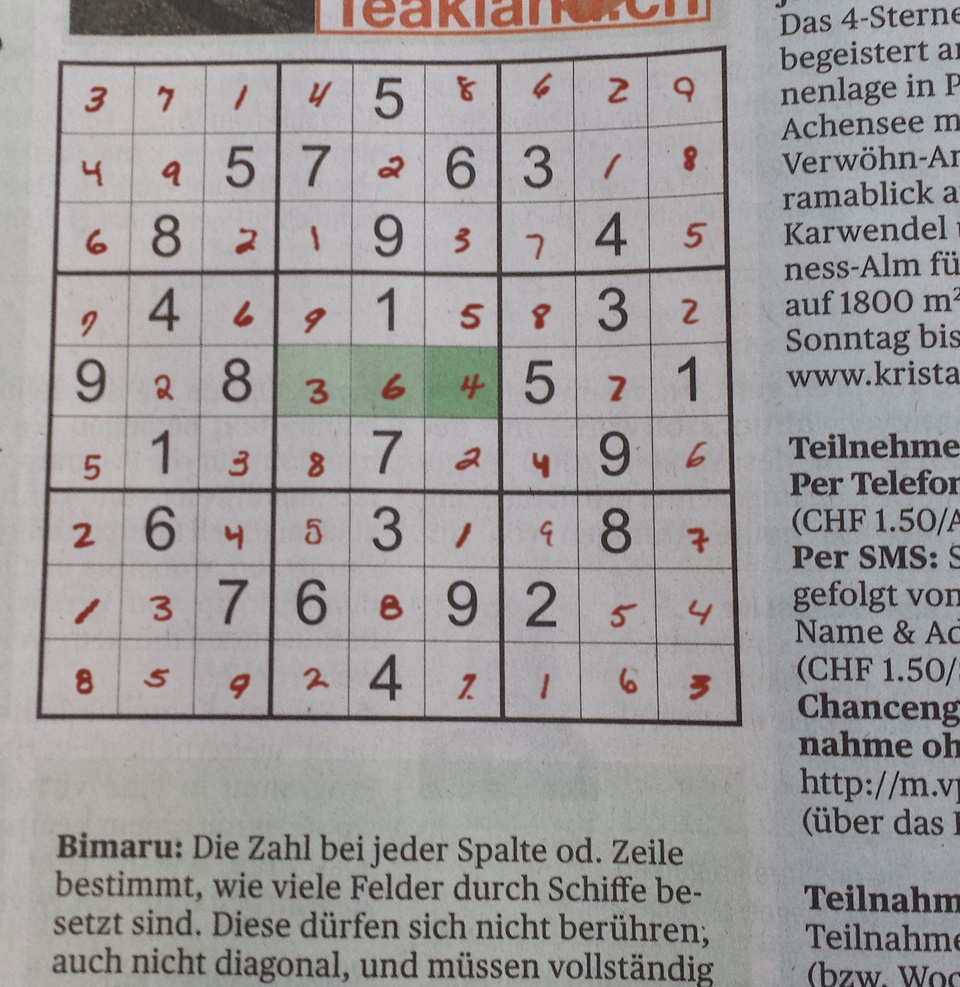 Teakland.ch
3 7 1 4 5 8 6 2 9
4 9 5 7 2 6 3 1 8
6 8 2 1 9 3 7 4 5
7 4 6 9 1 5 8 3 2
9 2 8 3 6 4 5 7 1
5 1 3 8 7 2 4 9 6
2 6 4 5 3 1 9 8 7
1 3 7 6 8 9 2 5 4
8 5 9 2 4 7 1 6 3
Bimaru: Die Zahl bei jeder Spalte od. Zeile
bestimmt, wie viele Felder durch Schiffe be-
setzt sind. Diese dürfen sich nicht berühren;
auch nicht diagonal, und müssen vollständig
Das 4-Sterne
begeistert a
nenlage in P
Achensee m
Verwöhn-Ar
ramablick a
Karwendel
ness-Alm fü
auf 1800 m²
Sonntag bis
www.krista
Teilnehme
Per Telefon
(CHF 1.50/A
Per SMS: S
gefolgt von
Name & Ad
(CHF 1.50/
Chanceng
nahme oh
http://m.vp
(über das
Teilnahm
Teilnahme
(bzw. Woc